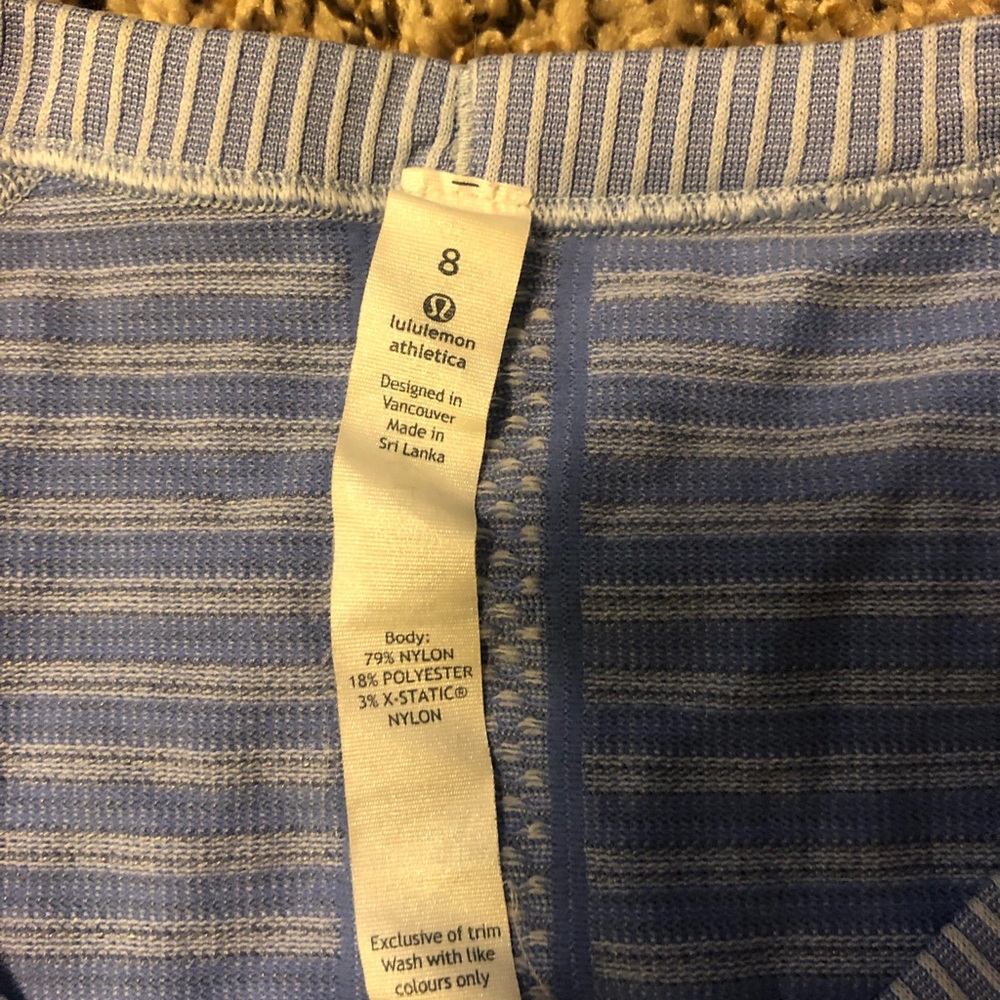 8
lululemon
athletica
Designed in
Vancouver
Made in
Sri Lanka
Body:
79% NYLON
18% POLYESTER
3% X-STATIC®
NYLON
Exclusive of trim
Wash with like
colours only